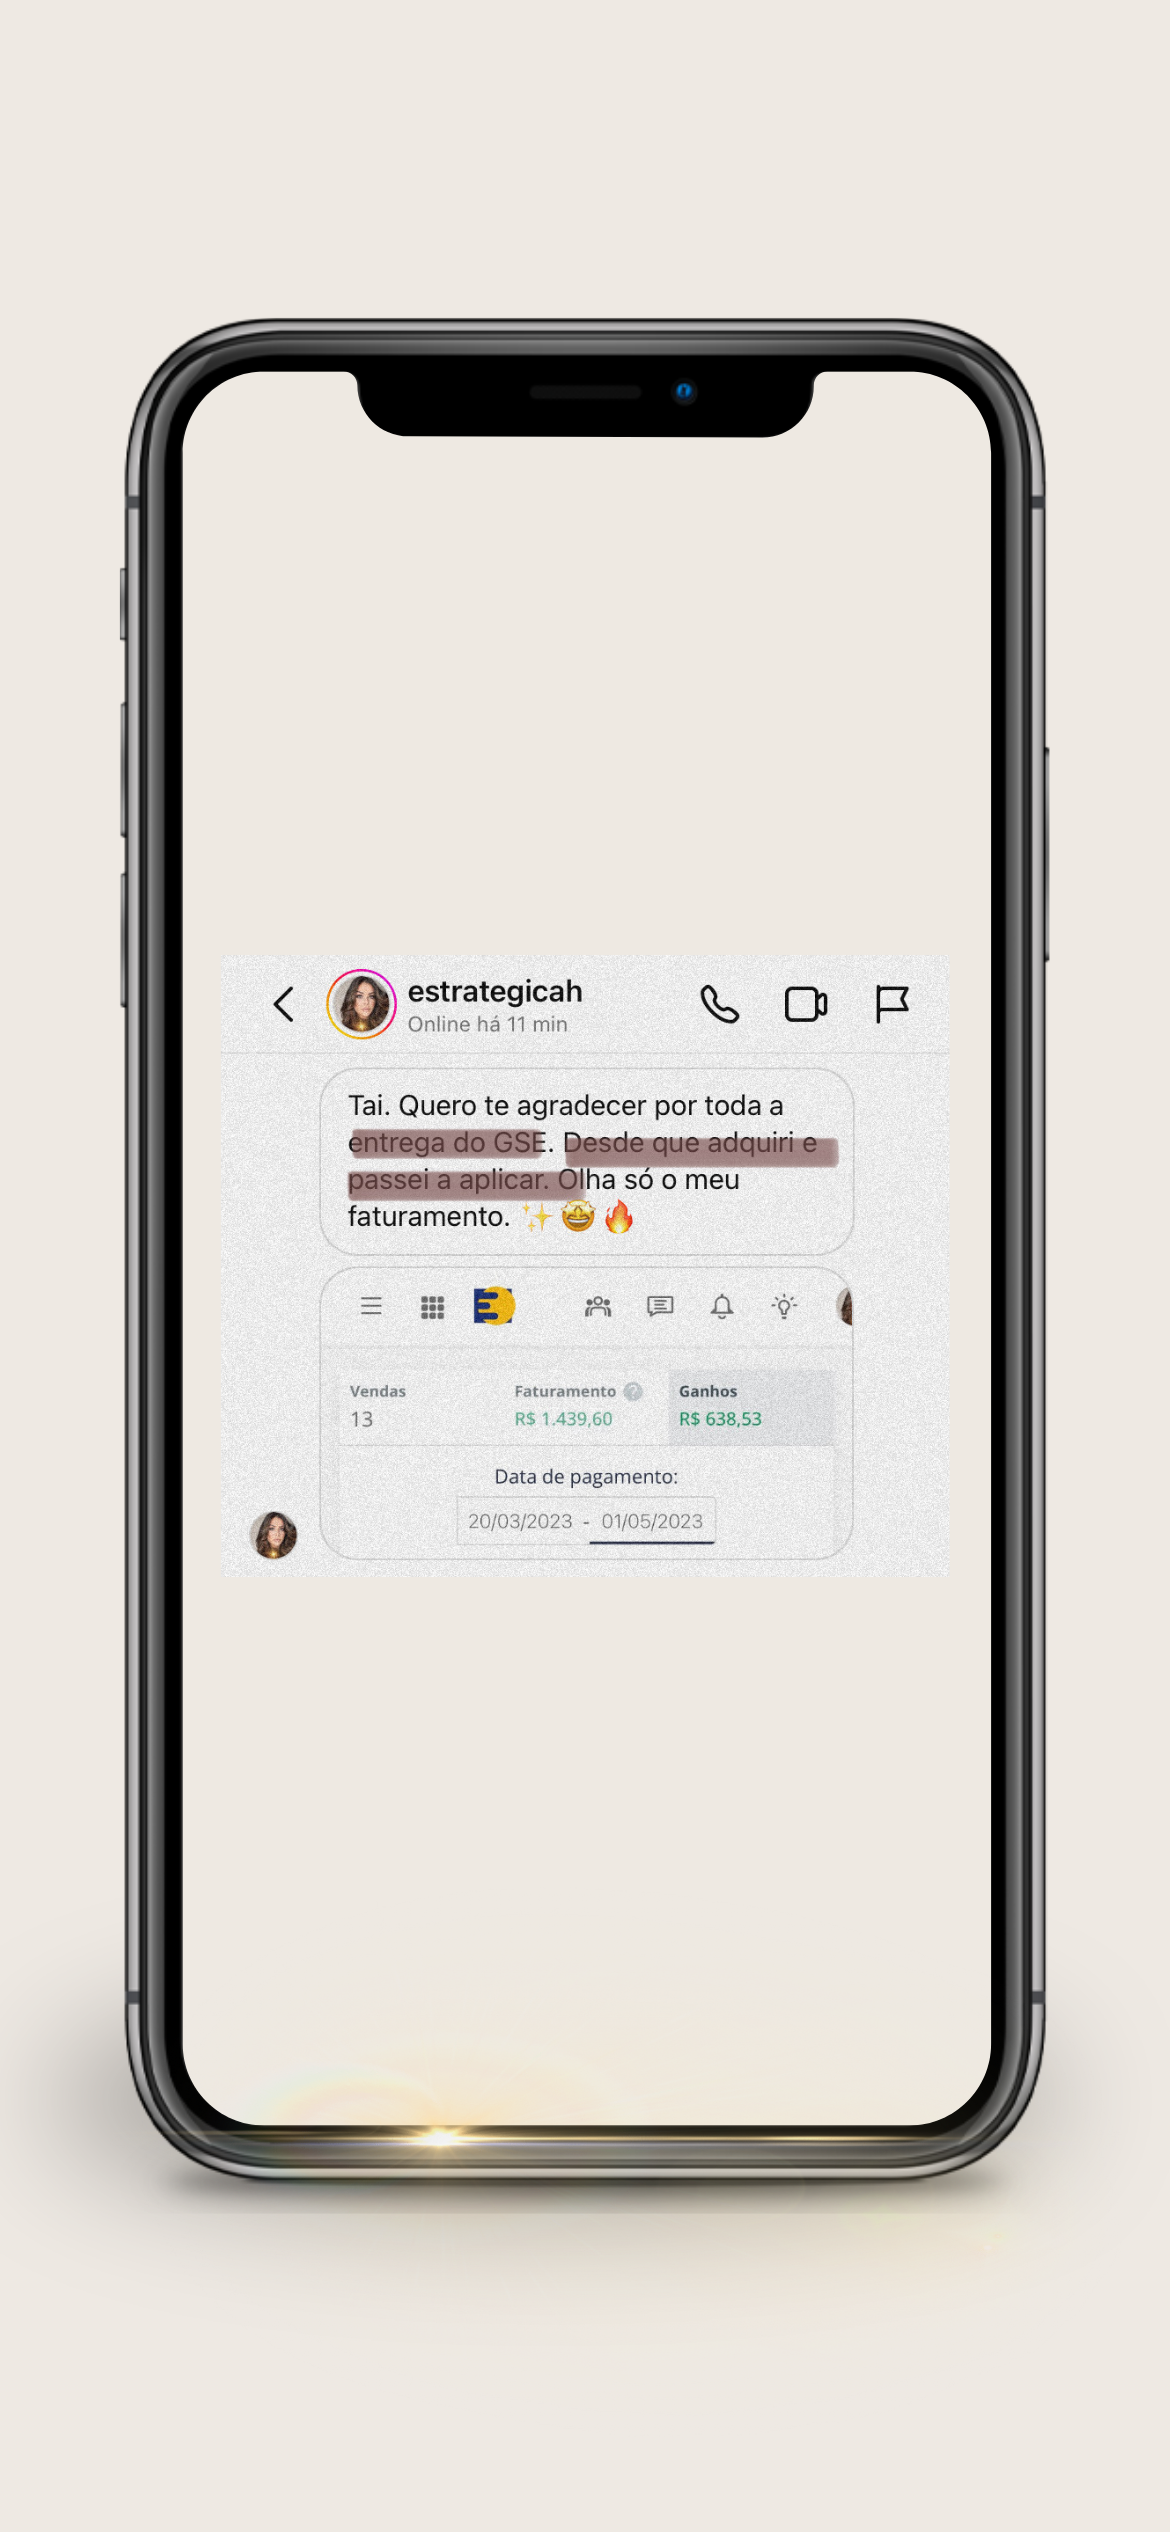 estrategicah
Online há 11 min
Tai. Quero te agradecer por toda a
entrega do GSE. Desde que adquiri e
passei a aplicar. Olha só o meu
faturamento. ✨🤩🔥
Vendas
13
Faturamento ?
R$ 1.439,60
Ganhos
R$ 638,53
Data de pagamento:
20/03/2023 - 01/05/2023